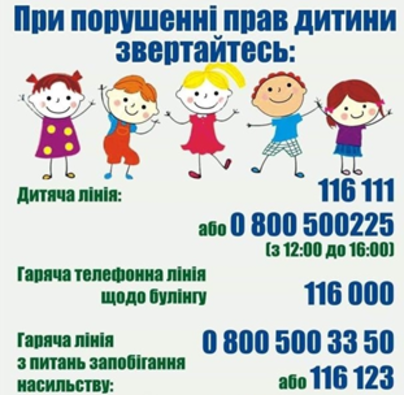 При порушенні прав дитини
звертайтесь:
Дитяча лінія: 116 111
або 0 800 500225
(з 12:00 до 16:00)
Гаряча телефонна лінія
щодо булінгу 116 000
Гаряча лінія 0 800 500 33 50
з питань запобігання
насильству: або 116 123